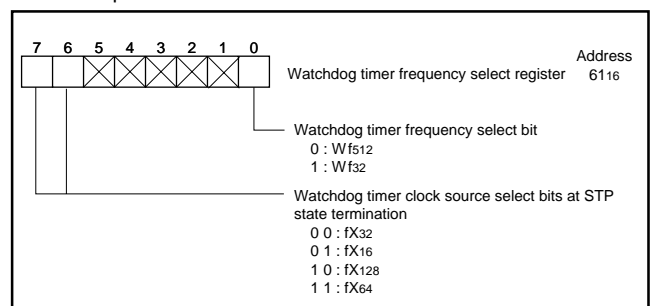 7 6 5 4 3 2 1 0
Address
Watchdog timer frequency select register 6116
Watchdog timer frequency select bit
0 : Wf512
1 : Wf32
Watchdog timer clock source select bits at STP
state termination
0 0 : fX32
0 1 : fX16
1 0 : fX128
1 1 : fX64